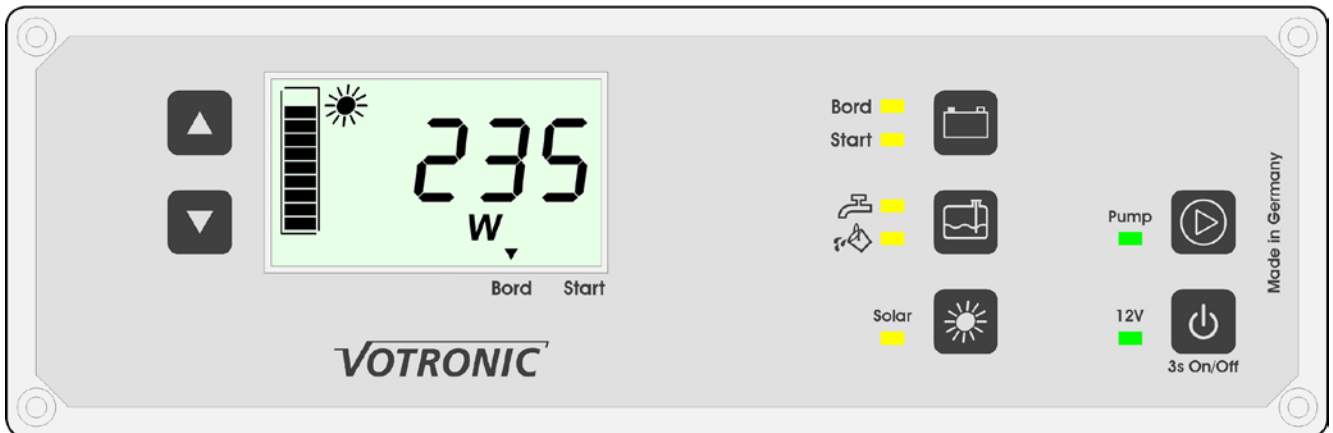 235
W
Bord Start
VOTRONIC
Bord
Start
Solar
Pump
12V
3s On/Off
Made in Germany